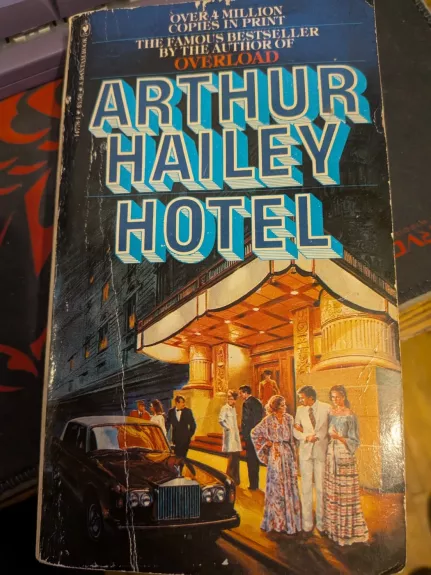 OVER 4 MILLION
COPIES IN PRINT
THE FAMOUS BESTSELLER
BY THE AUTHOR OF
OVERLOAD
ARTHUR
HAILEY
HOTEL